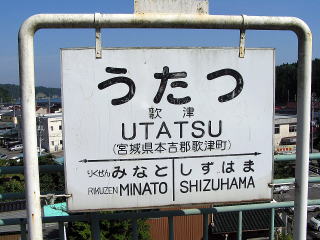 うたつ
歌津
UTATSU
(宮城県本吉郡歌津町)
りくぜんみなと しずはま
RIKUZEN MINATO SHIZUHAMA